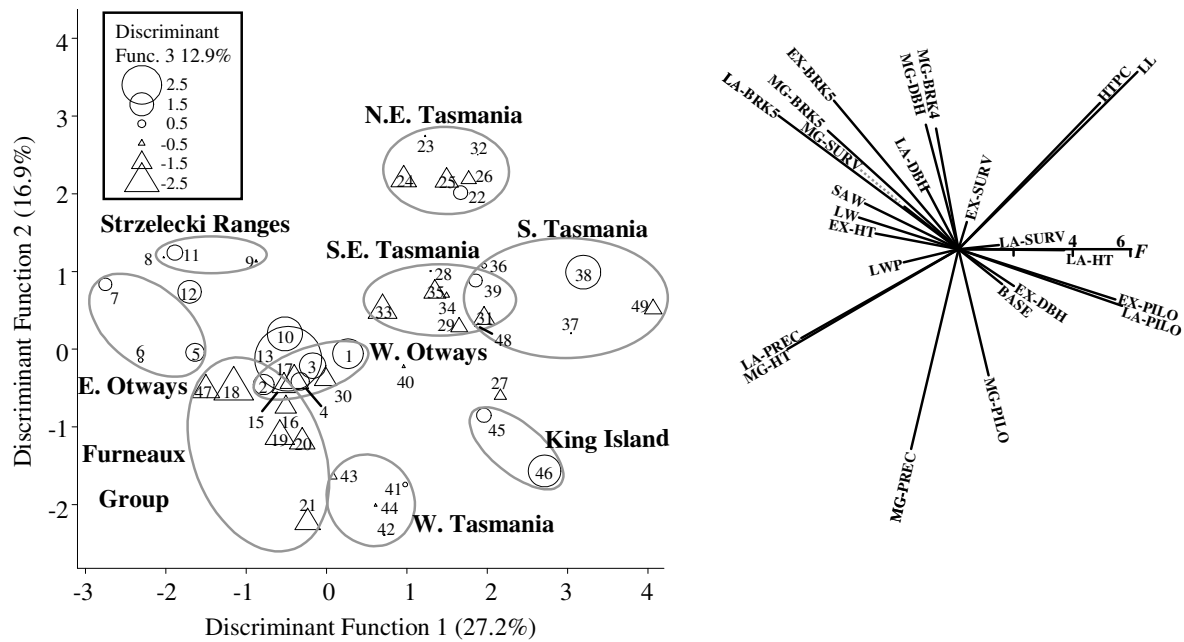 Discriminant
Func. 3 12.9%
2.5
1.5
0.5
-0.5
-1.5
-2.5
Discriminant Function 2 (16.9%)
4
3
2
1
0
-1
-2
-3 -2 -1 0 1 2 3 4
Discriminant Function 1 (27.2%)
N.E. Tasmania
23 32
24 25 26
22
Strzelecki Ranges
8 11 9
7 12
6 5
E. Otways
S.E. Tasmania
S. Tasmania
28 36
35 39 38
34
33 29 31 37 49
48
W. Otways
10
13 1
17 3
2
47 18 30
15 16 4
19 20
21
40 27
Furneaux
Group
45
King Island
46
43 41
44
42
W. Tasmania
EX-BRK5
MG-BRK5
LA-BRK5
MG-SURV
MG-BRK4
MG-DBH
LA-DBH
EX-SURV
HTPC
LL
SAW
LW
EX-HT
LWP
LA-SURV
4 6 F
LA-HT
EX-DBH
BASE
EX-PILO
LA-PILO
LA-PREC
MG-HT
MG-PILO
MG-PREC